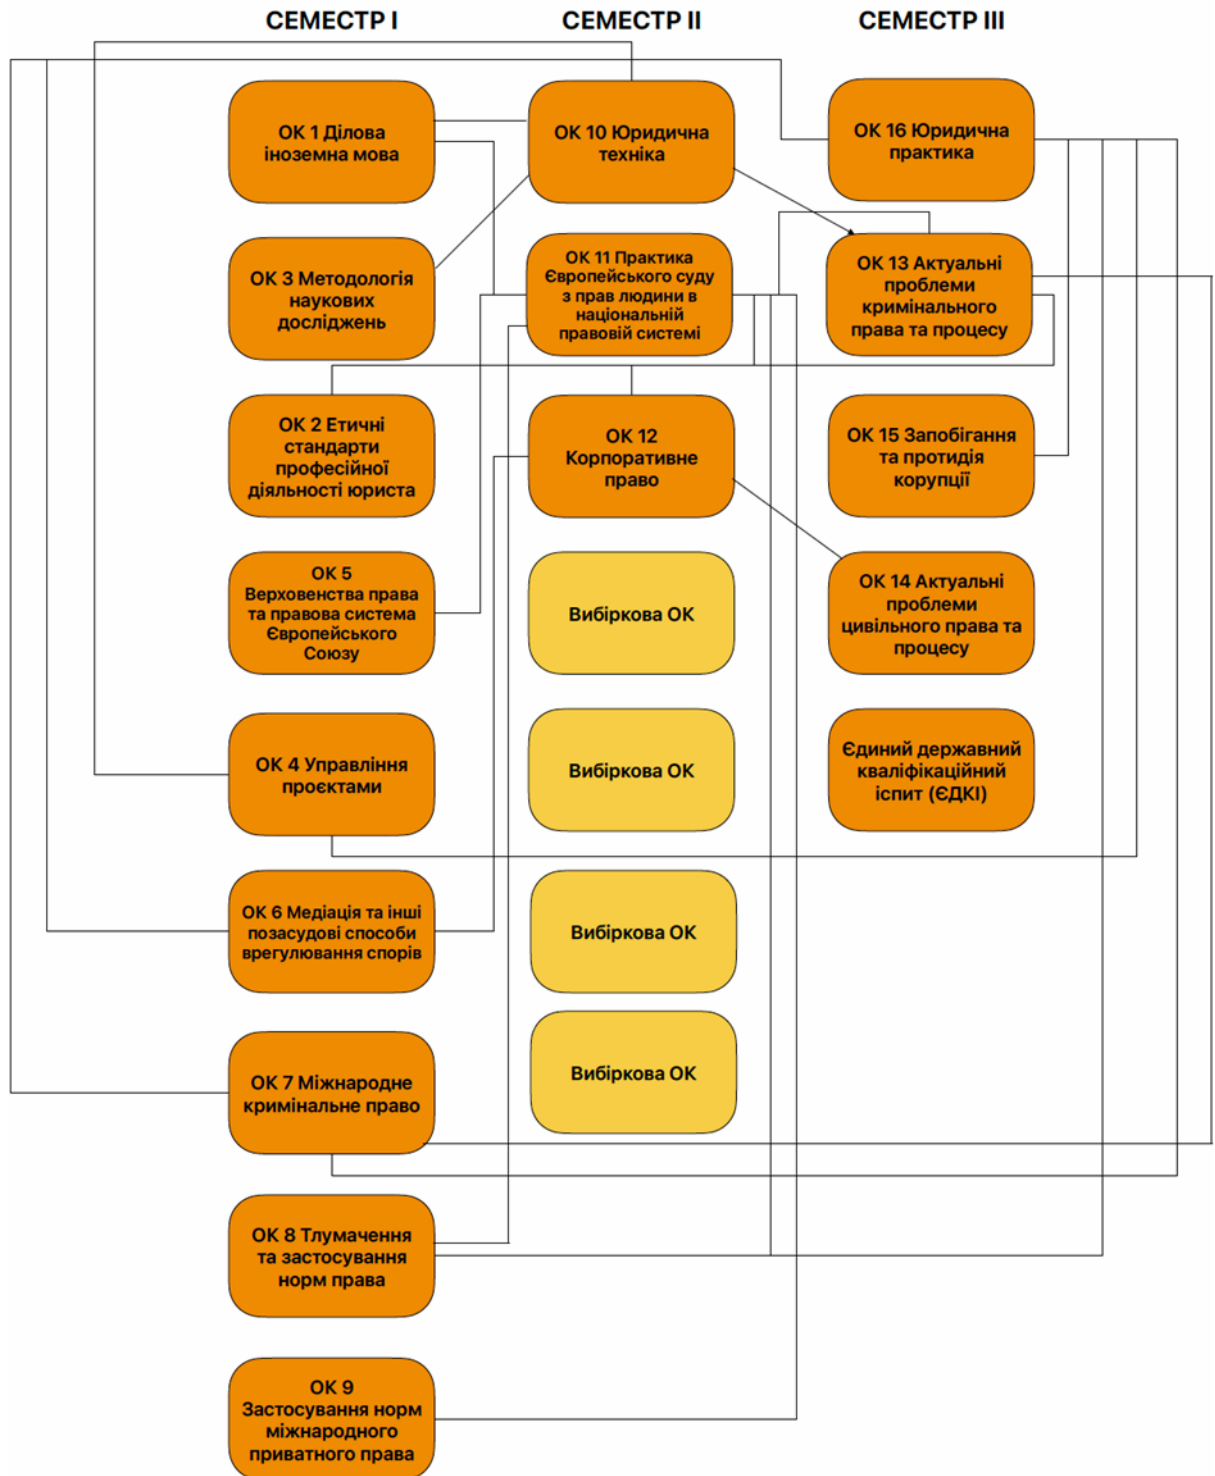 СЕМЕСТР I
СЕМЕСТР II
СЕМЕСТР III
ОК 1 Ділова
іноземна мова
ОК 10 Юридична
техніка
ОК 16 Юридична
практика
ОК 3 Методологія
наукових
досліджень
ОК 11 Практика
Європейського суду
з прав людини в
національній
правовій системі
ОК 13 Актуальні
проблеми
кримінального
права та процесу
ОК 2 Етичні
стандарти
професійної
діяльності юриста
ОК 12
Корпоративне
право
ОК 15 Запобігання
та протидія
корупції
ОК 5
Верховенства права
та правова система
Європейського
Союзу
Вибіркова ОК
ОК 14 Актуальні
проблеми
цивільного права та
процесу
ОК 4 Управління
проєктами
Вибіркова ОК
Єдиний державний
кваліфікаційний
іспит (ЄДКІ)
ОК 6 Медіація та інші
позасудові способи
врегулювання спорів
Вибіркова ОК
ОК 7 Міжнародне
кримінальне право
Вибіркова ОК
ОК 8 Тлумачення
та застосування
норм права
ОК 9
Застосування норм
міжнародного
приватного права